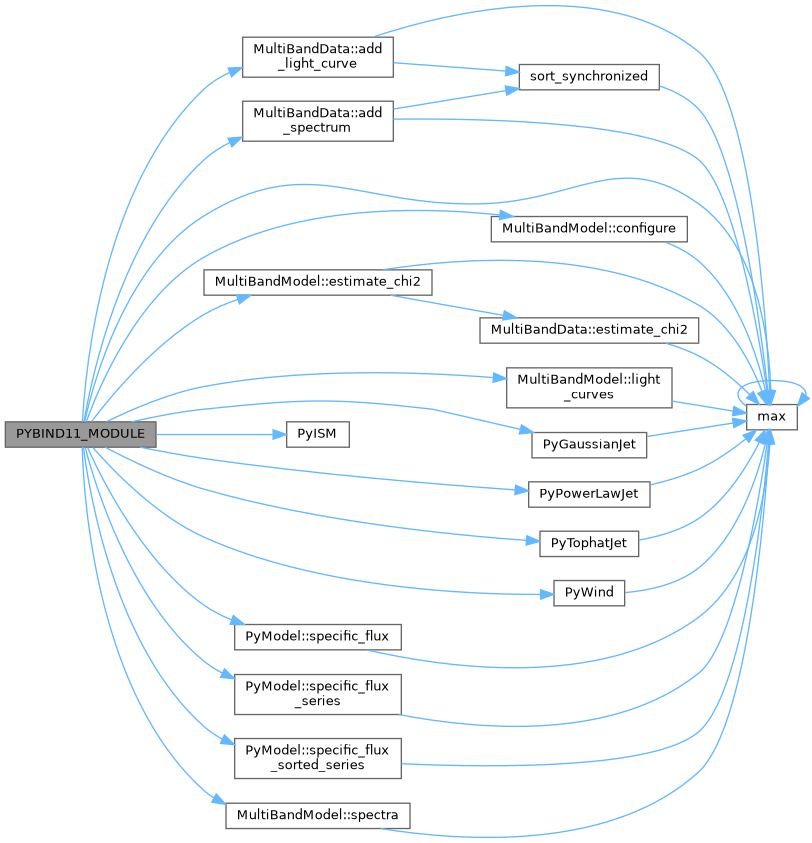 MultiBandData::add
_light_curve
sort_synchronized
MultiBandData::add
_spectrum
MultiBandModel::configure
MultiBandModel::estimate_chi2
MultiBandData::estimate_chi2
MultiBandModel::light
_curves
max
PYBIND11_MODULE
PyISM
PyGaussianJet
PyPowerLawJet
PyTophatJet
PyWind
PyModel::specific_flux
PyModel::specific_flux
_series
PyModel::specific_flux
_sorted_series
MultiBandModel::spectra